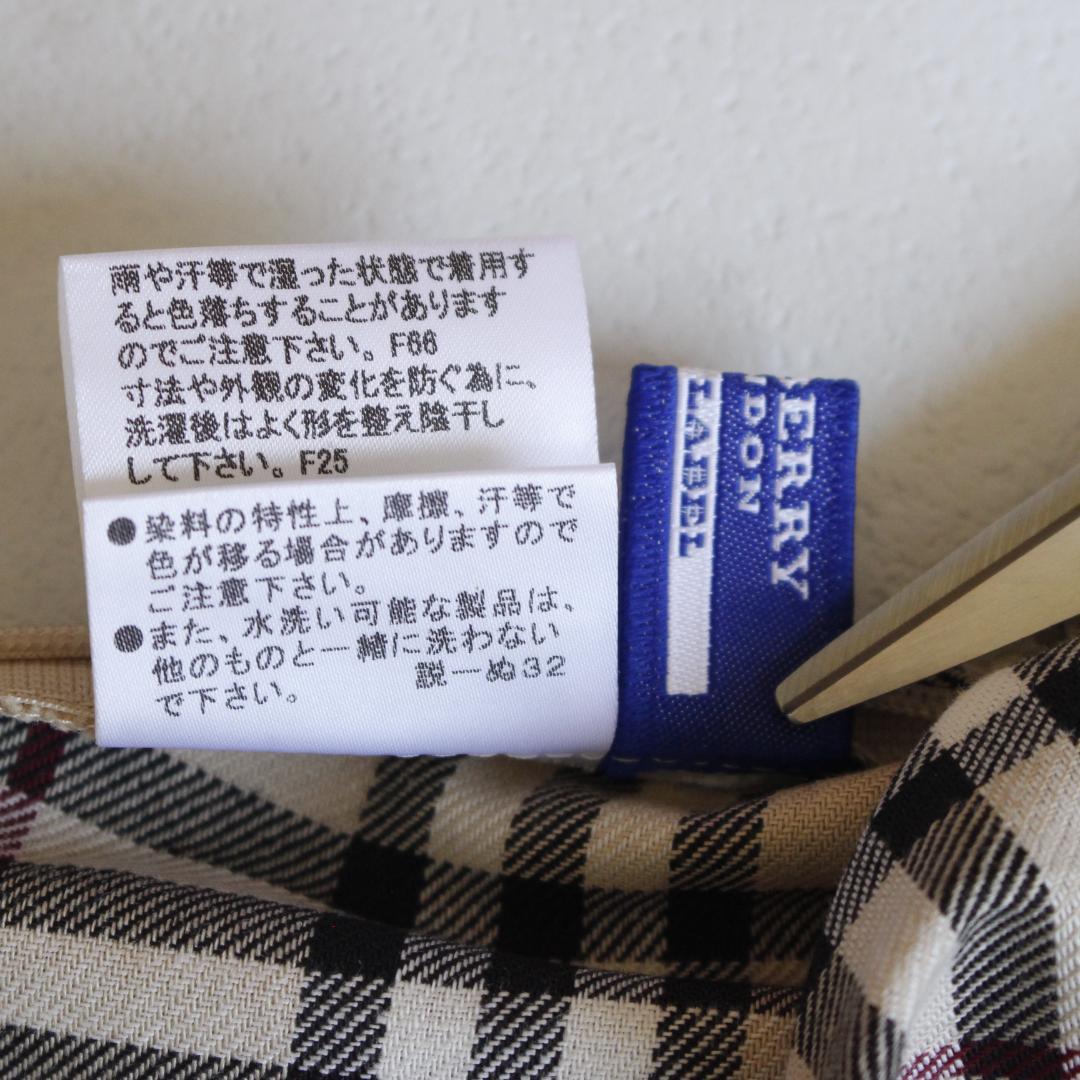 雨や汗等で湿った状態で着用す
ると色落ちすることがあります
のでご注意下さい。F66
寸法や外観の変化を防ぐ為に、
洗濯後はよく形を整え陰干し
して下さい。F25
●染料の特性上、摩擦、汗等で
色が移る場合がありますので
ご注意下さい。
●また、水洗い可能な製品は、
他のものと一緒に洗わない
で下さい。 説ーぬ32
BERRY
DON
LABEL